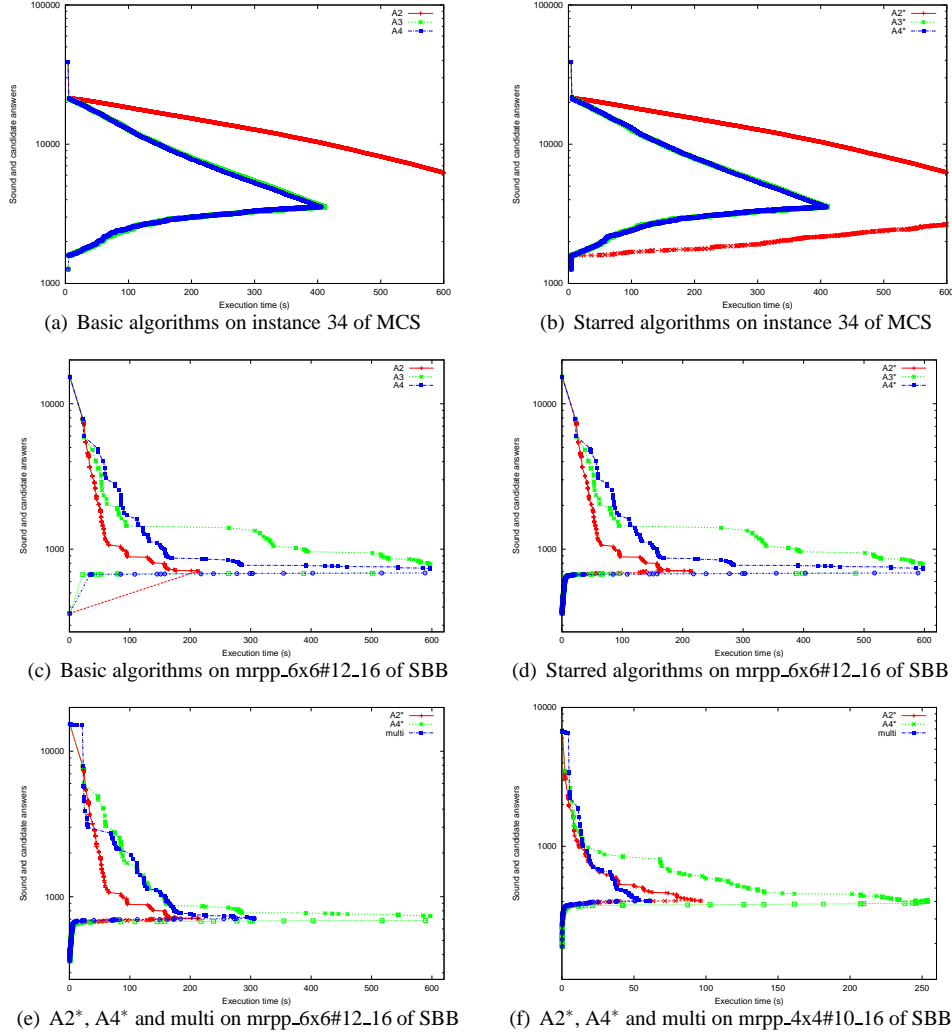 100000
10000
1000
Sound and candidate answers
0
100
200
300
400
500
600
Execution time (s)
A2
A3
A4
(a) Basic algorithms on instance 34 of MCS
100000
10000
1000
Sound and candidate answers
0
100
200
300
400
500
600
Execution time (s)
A2*
A3*
A4*
(b) Starred algorithms on instance 34 of MCS
10000
1000
Sound and candidate answers
0
100
200
300
400
500
600
Execution time (s)
A2
A3
A4
(c) Basic algorithms on mrpp_6x6#12_16 of SBB
10000
1000
Sound and candidate answers
0
100
200
300
400
500
600
Execution time (s)
A2*
A3*
A4*
(d) Starred algorithms on mrpp_6x6#12_16 of SBB
10000
1000
Sound and candidate answers
0
100
200
300
400
500
600
Execution time (s)
A2*
A4*
multi
(e) A2*, A4* and multi on mrpp_6x6#12_16 of SBB
10000
1000
Sound and candidate answers
0
50
100
150
200
250
Execution time (s)
A2*
A4*
multi
(f) A2*, A4* and multi on mrpp_4x4#10_16 of SBB